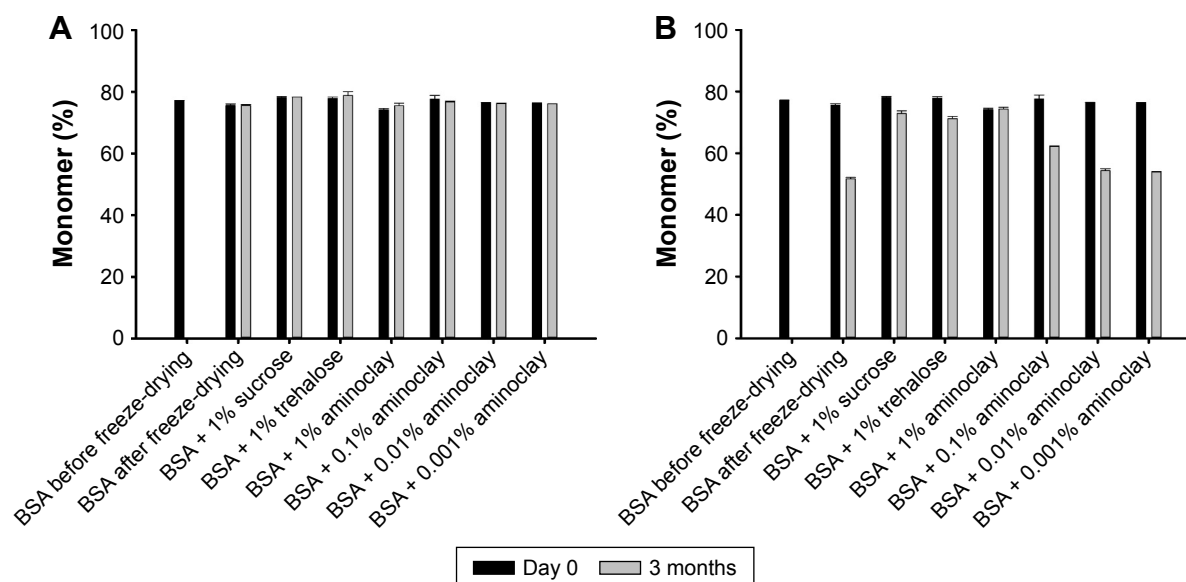 A
Monomer (%)
100
80
60
40
20
0
BSA before freeze-drying
BSA after freeze-drying
BSA + 1% sucrose
BSA + 1% trehalose
BSA + 1% aminoclay
BSA + 0.1% aminoclay
BSA + 0.01% aminoclay
BSA + 0.001% aminoclay
B
Monomer (%)
100
80
60
40
20
0
BSA before freeze-drying
BSA after freeze-drying
BSA + 1% sucrose
BSA + 1% trehalose
BSA + 1% aminoclay
BSA + 0.1% aminoclay
BSA + 0.01% aminoclay
BSA + 0.001% aminoclay
Day 0 3 months